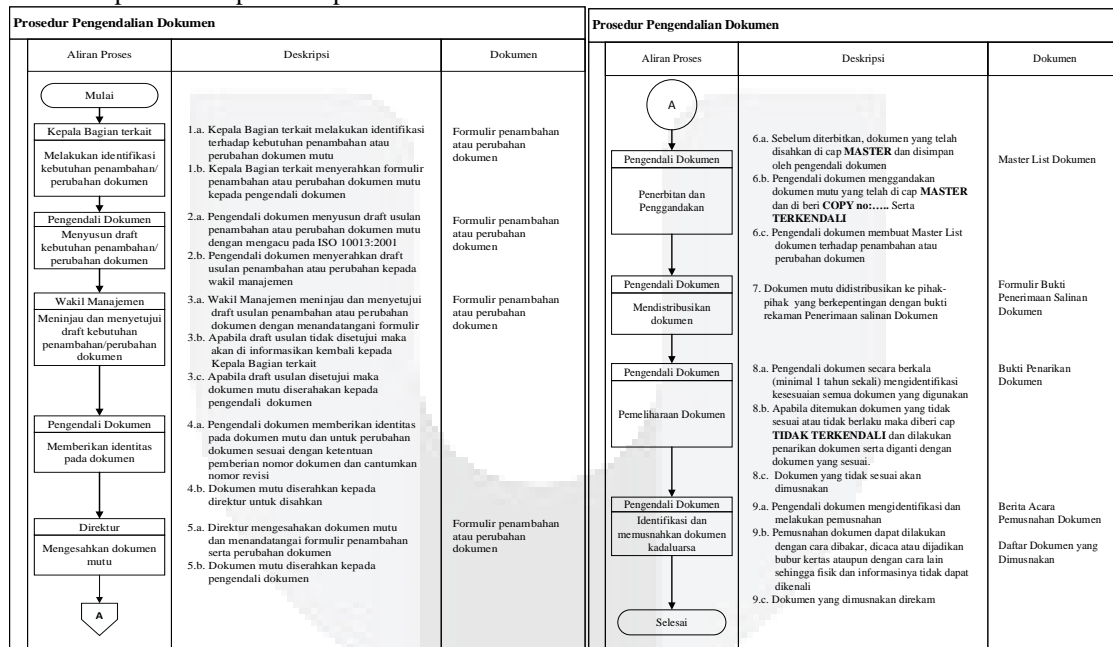 Prosedur Pengendalian Dokumen
Aliran Proses
Deskripsi
Dokumen
Mulai
Kepala Bagian terkait
Melakukan identifikasi
kebutuhan penambahan/
perubahan dokumen
1.a. Kepala Bagian terkait melakukan identifikasi
terhadap kebutuhan penambahan atau
perubahan dokumen mutu
1.b. Kepala Bagian terkait menyerahkan formulir
penambahan atau perubahan dokumen mutu
kepada pengendali dokumen
Formulir penambahan
atau perubahan
dokumen
Pengendali Dokumen
Menyusun draft
kebutuhan penambahan/
perubahan dokumen
2.a. Pengendali dokumen menyusun draft usulan
penambahan atau perubahan dokumen mutu
dengan mengacu pada ISO 10013:2001
2.b. Pengendali dokumen menyerahkan draft
usulan penambahan atau perubahan kepada
wakil manajemen
Formulir penambahan
atau perubahan
dokumen
Wakil Manajemen
Meninjau dan menyetujui
draft kebutuhan
penambahan/perubahan
dokumen
3.a. Wakil Manajemen meninjau dan menyetujui
draft usulan penambahan atau perubahan
dokumen dengan menandatangani formulir
3.b. Apabila draft usulan tidak disetujui maka
akan di informasikan kembali kepada
Kepala Bagian terkait
3.c. Apabila draft usulan disetujui maka
dokumen mutu diserahakan kepada
pengendali dokumen
Formulir penambahan
atau perubahan
dokumen
Pengendali Dokumen
Memberikan identitas
pada dokumen
4.a. Pengendali dokumen memberikan identitas
pada dokumen mutu dan untuk perubahan
dokumen sesuai dengan ketentuan
pemberian nomor dokumen dan cantumkan
nomor revisi
4.b. Dokumen mutu diserahkan kepada
direktur untuk disahkan
Direktur
Mengesahkan dokumen
mutu
5.a. Direktur mengesahakan dokumen mutu
dan menandatangai formulir penambahan
serta perubahan dokumen
5.b. Dokumen mutu diserahkan kepada
pengendali dokumen
Formulir penambahan
atau perubahan
dokumen
A
Prosedur Pengendalian Dokumen
Aliran Proses
Deskripsi
Dokumen
A
Pengendali Dokumen
Penerbitan dan
Penggandakan
6.a. Sebelum diterbitkan, dokumen yang telah
disahkan di cap MASTER dan disimpan
oleh pengendali dokumen
6.b. Pengendali dokumen menggandakan
dokumen mutu yang telah di cap MASTER
dan di beri COPY no:….. Serta
TERKENDALI
6.c. Pengendali dokumen membuat Master List
dokumen terhadap penambahan atau
perubahan dokumen
Master List Dokumen
Pengendali Dokumen
Mendistribusikan
dokumen
7. Dokumen mutu didistribusikan ke pihak-
pihak yang berkepentingan dengan bukti
rekaman Penerimaan salinan Dokumen
Formulir Bukti
Penerimaan Salinan
Dokumen
Pengendali Dokumen
Pemeliharaan Dokumen
8.a. Pengendali dokumen secara berkala
(minimal 1 tahun sekali) mengidentifikasi
kesesuaian semua dokumen yang digunakan
8.b. Apabila ditemukan dokumen yang tidak
sesuai atau tidak berlaku maka diberi cap
TIDAK TERKENDALI dan dilakukan
penarikan dokumen serta diganti dengan
dokumen yang sesuai.
8.c. Dokumen yang tidak sesuai akan
dimusnakan
Bukti Penarikan
Dokumen
Pengendali Dokumen
Identifikasi dan
memusnahkan dokumen
kadaluarsa
9.a. Pengendali dokumen mengidentifikasi dan
melakukan pemusnahan
9.b. Pemusnahan dokumen dapat dilakukan
dengan cara dibakar, dicaca atau dijadikan
bubur kertas ataupun dengan cara lain
sehingga fisik dan informasinya tidak dapat
dikenali
9.c. Dokumen yang dimusnakan direkam
Berita Acara
Pemusnahan Dokumen
Daftar Dokumen yang
Dimusnakan
Selesai